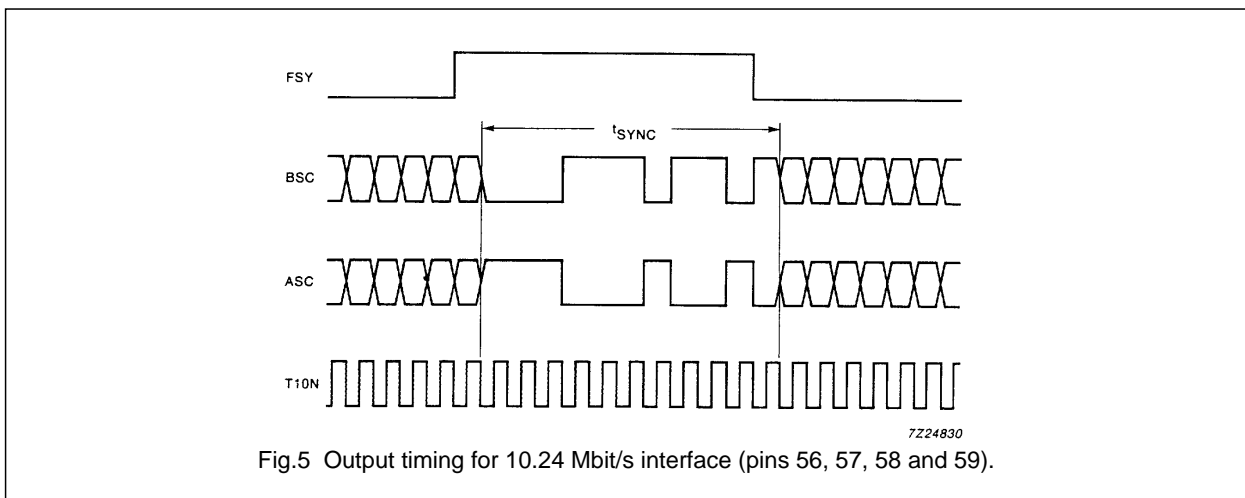 FSY
tSYNC
BSC
ASC
T10N
7Z24830
Fig.5 Output timing for 10.24 Mbit/s interface (pins 56, 57, 58 and 59).